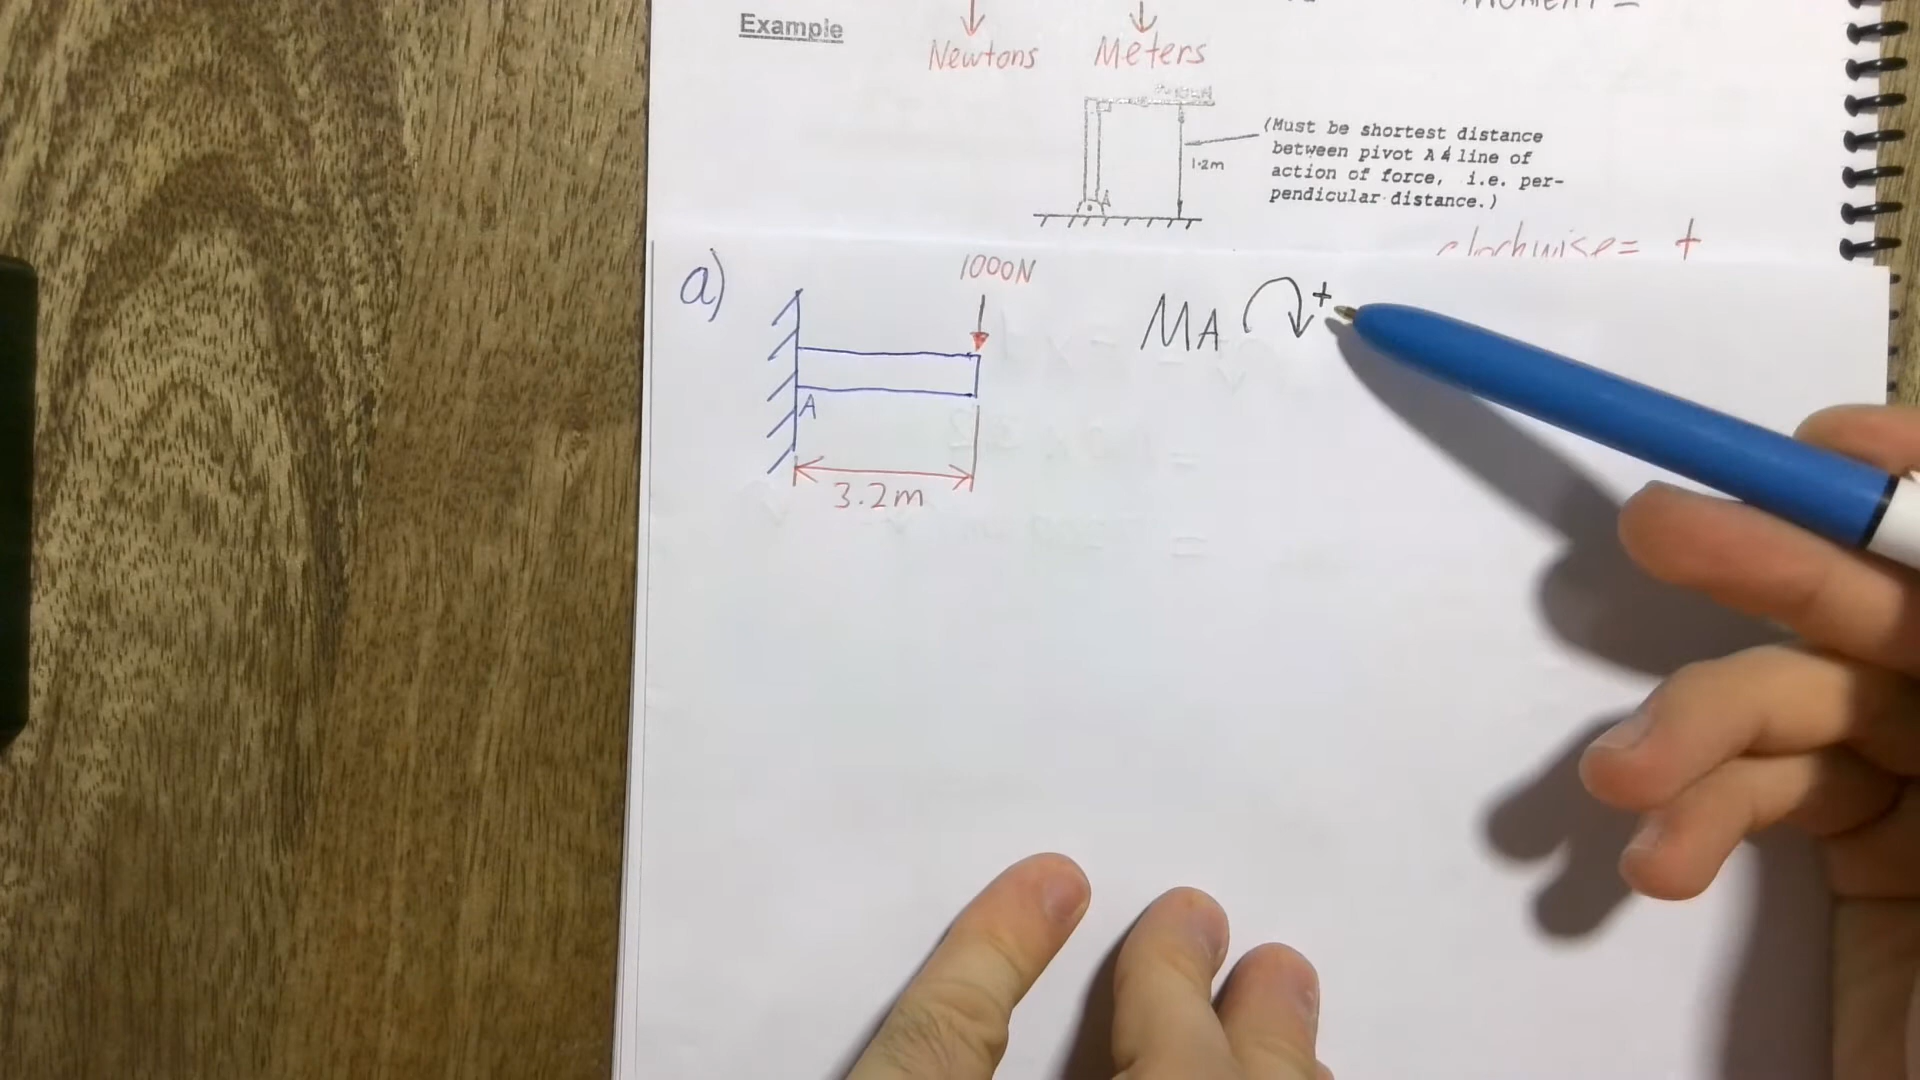 Example
Newtons Meters
(Must be shortest distance
between pivot A & line of
action of force, i.e. per-
pendicular distance.)
1.2m
A
clockwise= +
a)
1000N
MA +
A
3.2m